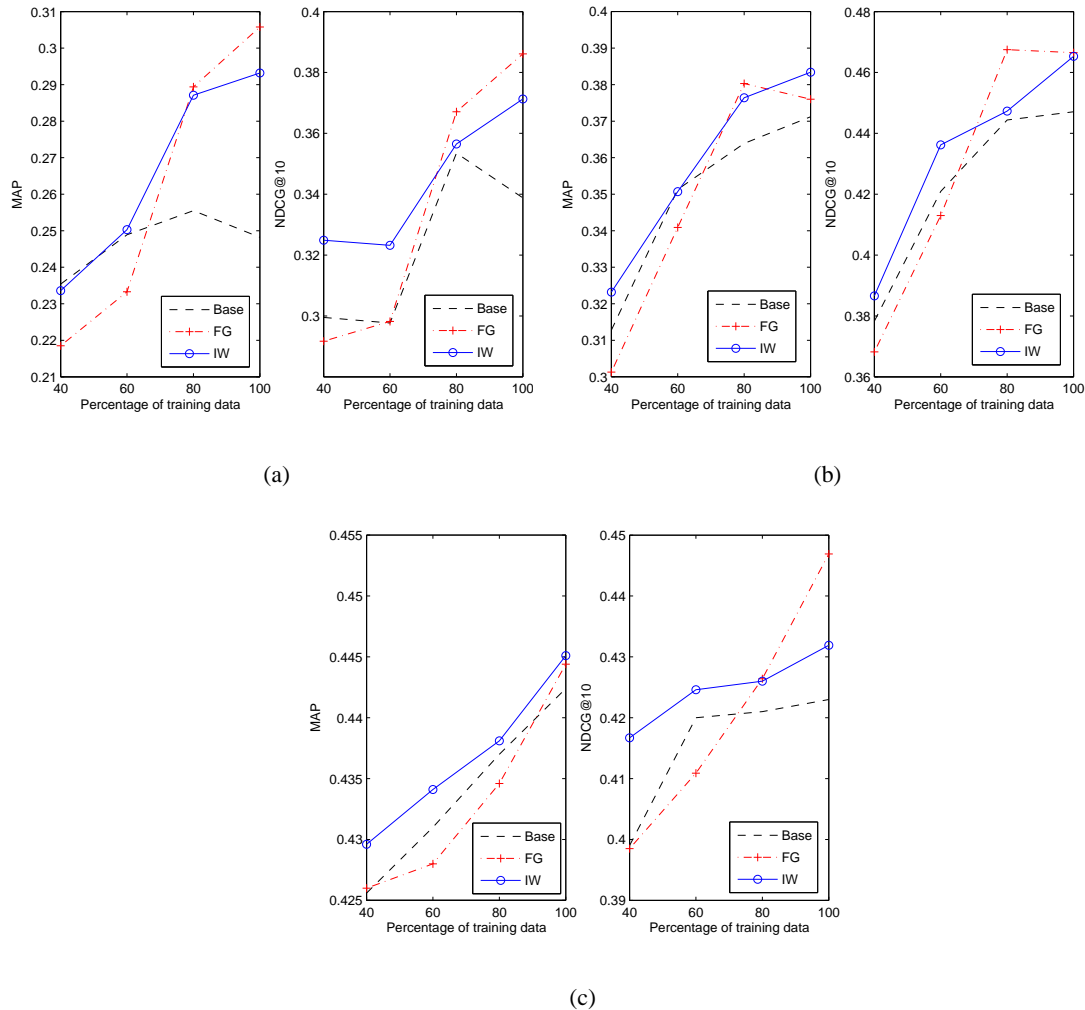 0.31
0.3
0.29
0.28
0.27
0.26
0.25
0.24
0.23
0.22
0.21
MAP
40 60 80 100
Percentage of training data
Base
FG
IW
0.4
0.38
0.36
0.34
0.32
0.3
NDCG@10
40 60 80 100
Percentage of training data
Base
FG
IW
(a)
0.4
0.39
0.38
0.37
0.36
0.35
0.34
0.33
0.32
0.31
0.3
MAP
40 60 80 100
Percentage of training data
Base
FG
IW
0.48
0.46
0.44
0.42
0.4
0.38
0.36
NDCG@10
40 60 80 100
Percentage of training data
Base
FG
IW
(b)
0.455
0.45
0.445
0.44
0.435
0.43
0.425
MAP
40 60 80 100
Percentage of training data
Base
FG
IW
0.45
0.44
0.43
0.42
0.41
0.4
0.39
NDCG@10
40 60 80 100
Percentage of training data
Base
FG
IW
(c)